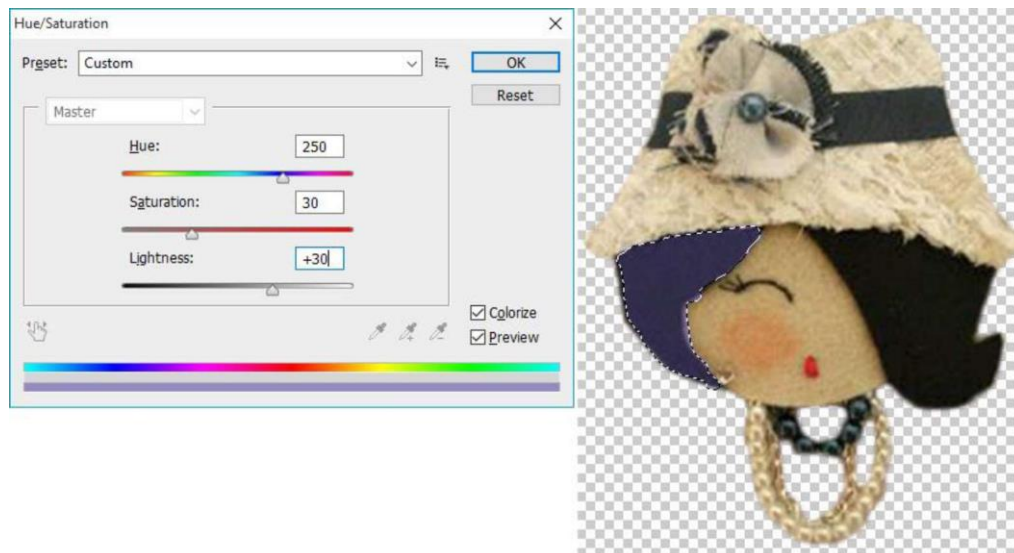 Hue/Saturation
Preset: Custom
OK
Reset
Master
Hue: 250
Saturation: 30
Lightness: +30
Colorize
Preview